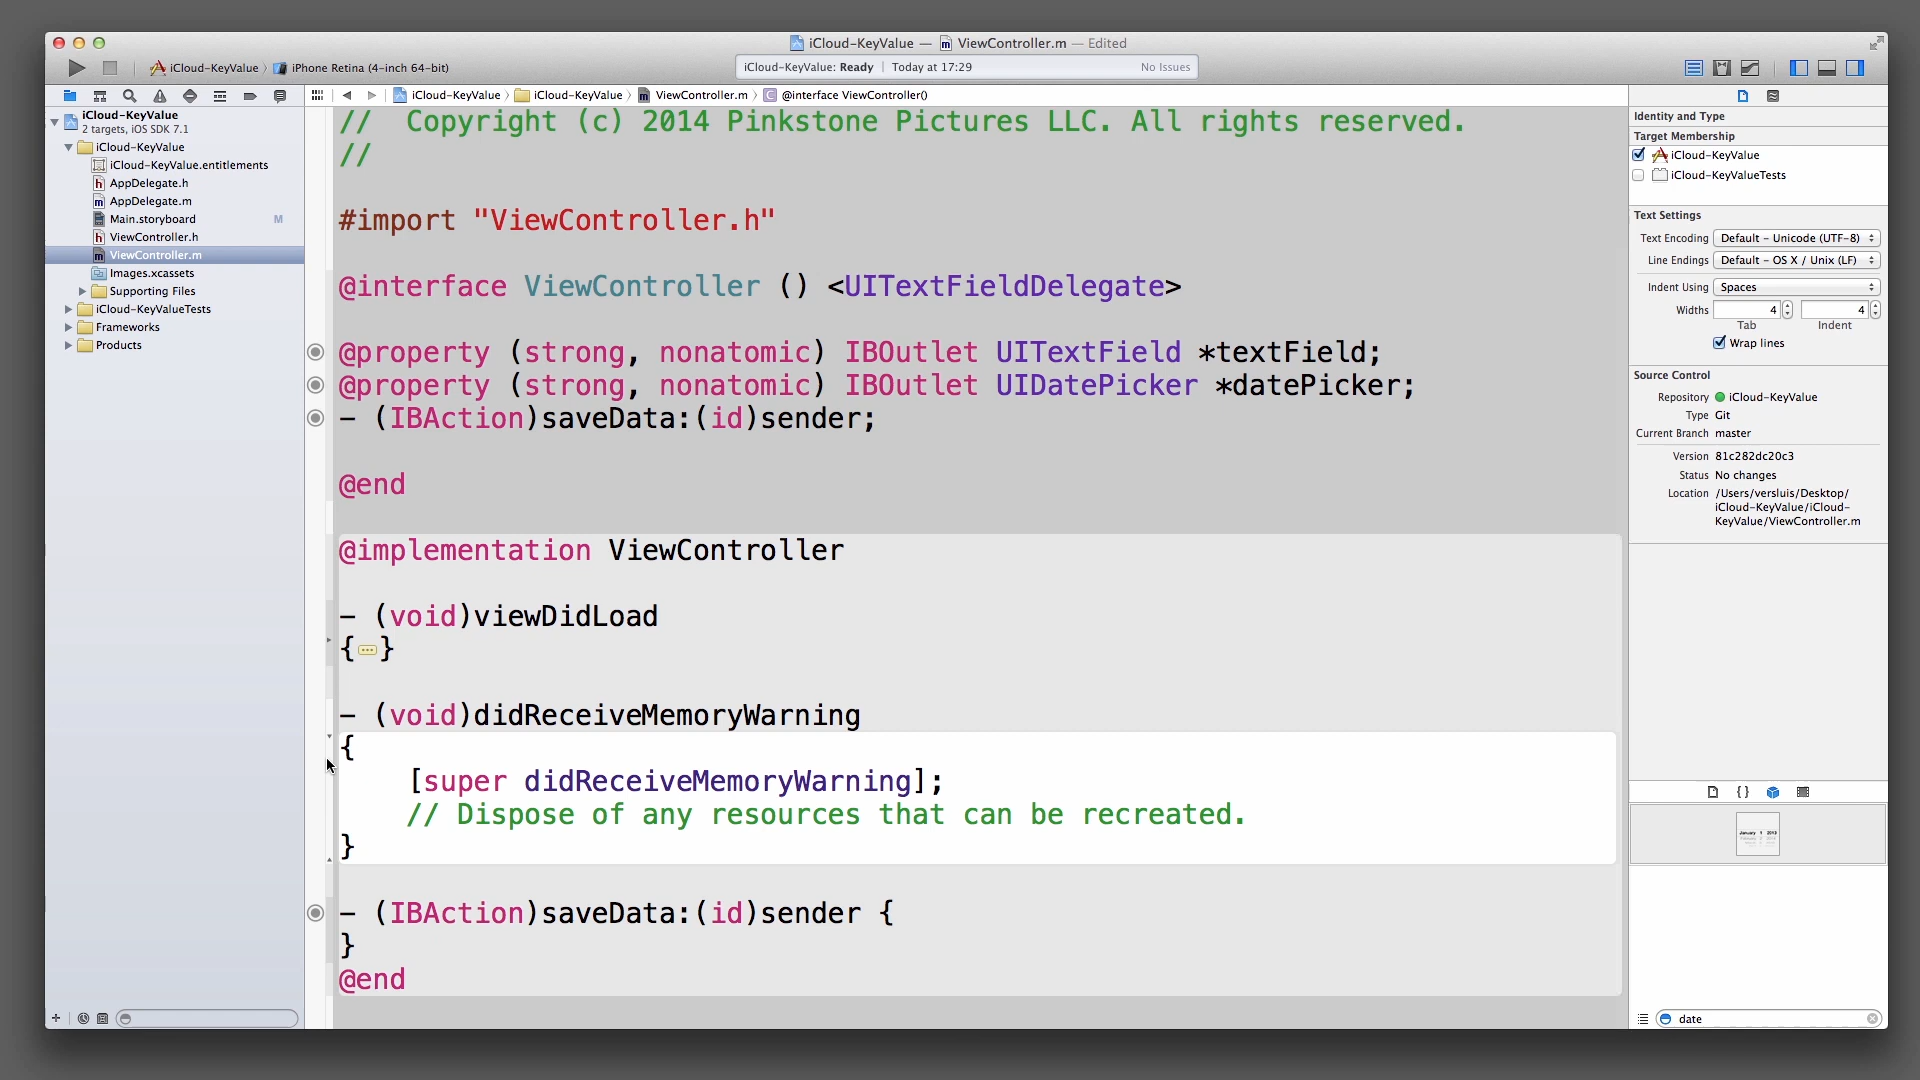 iCloud-KeyValue — ViewController.m — Edited
iCloud-KeyValue › iPhone Retina (4-inch 64-bit)
iCloud-KeyValue: Ready | Today at 17:29 No Issues
iCloud-KeyValue › iCloud-KeyValue › ViewController.m › @interface ViewController()
iCloud-KeyValue
2 targets, iOS SDK 7.1
iCloud-KeyValue
iCloud-KeyValue.entitlements
AppDelegate.h
AppDelegate.m
Main.storyboard M
ViewController.h
ViewController.m
Images.xcassets
Supporting Files
iCloud-KeyValueTests
Frameworks
Products
//  Copyright (c) 2014 Pinkstone Pictures LLC. All rights reserved.
//
#import "ViewController.h"
@interface ViewController () <UITextFieldDelegate>
@property (strong, nonatomic) IBOutlet UITextField *textField;
@property (strong, nonatomic) IBOutlet UIDatePicker *datePicker;
- (IBAction)saveData:(id)sender;
@end
@implementation ViewController
- (void)viewDidLoad
{...}
- (void)didReceiveMemoryWarning
{
    [super didReceiveMemoryWarning];
    // Dispose of any resources that can be recreated.
}
- (IBAction)saveData:(id)sender {
}
@end
Identity and Type
Target Membership
iCloud-KeyValue
iCloud-KeyValueTests
Text Settings
Text Encoding Default - Unicode (UTF-8)
Line Endings Default - OS X / Unix (LF)
Indent Using Spaces
Widths 4 4
Tab Indent
Wrap lines
Source Control
Repository iCloud-KeyValue
Type Git
Current Branch master
Version 81c282dc20c3
Status No changes
Location /Users/versluis/Desktop/
iCloud-KeyValue/iCloud-
KeyValue/ViewController.m
{ }
January 1 2013
date